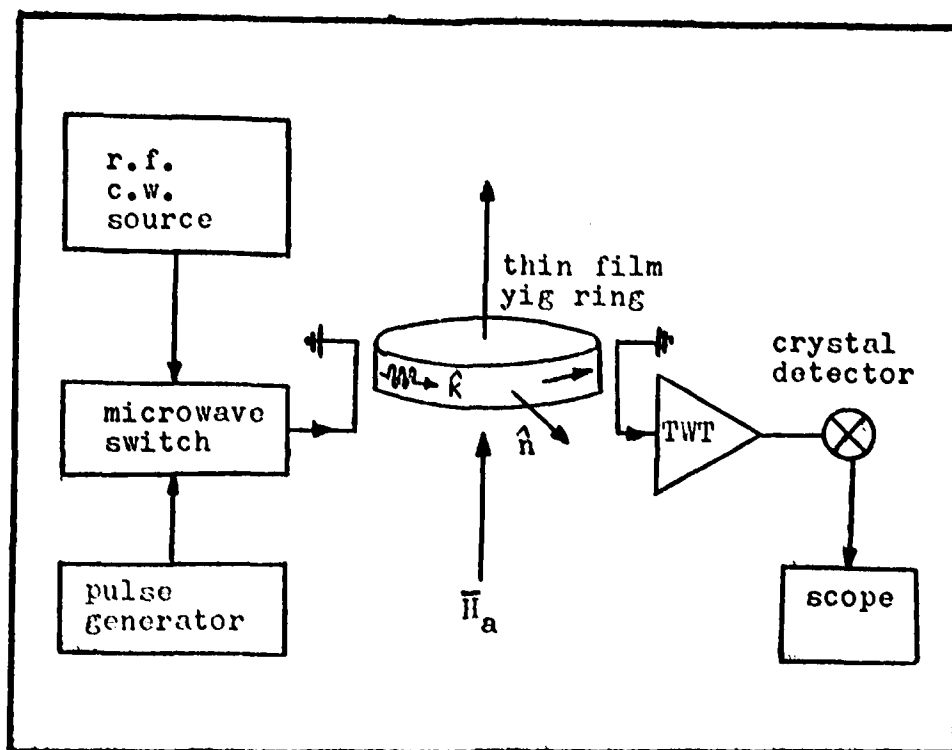 r.f.
c.w.
source
thin film
yig ring
crystal
detector
microwave
switch
k̂
n̂
TWT
pulse
generator
H̅a
scope